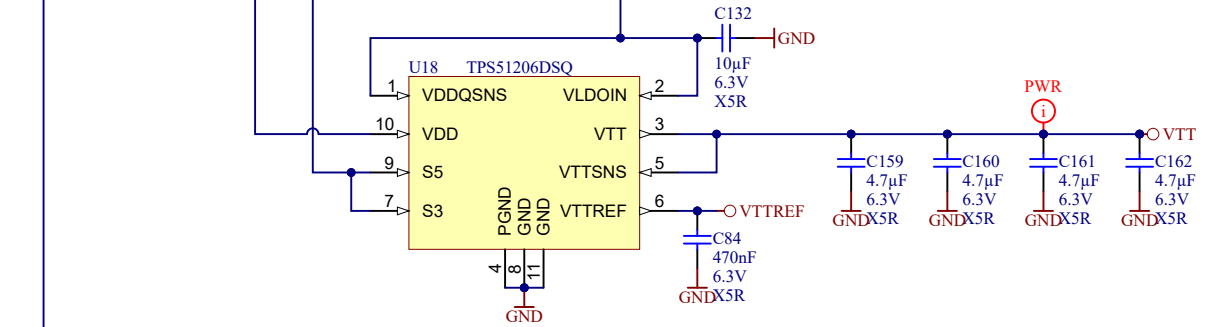 C132
GND
10µF
6.3V
X5R
U18 TPS51206DSQ
1 VDDQSNS VLDOIN 2
10 VDD VTT 3
9 S5 VTTSNS 5
7 S3 VTTREF 6
PGND
GND
GND
4
8
11
GND
VTTREF
C84
470nF
6.3V
X5R
GND
PWR
i
VTT
C159
4.7µF
6.3V
X5R
GND
C160
4.7µF
6.3V
X5R
GND
C161
4.7µF
6.3V
X5R
GND
C162
4.7µF
6.3V
X5R
GND